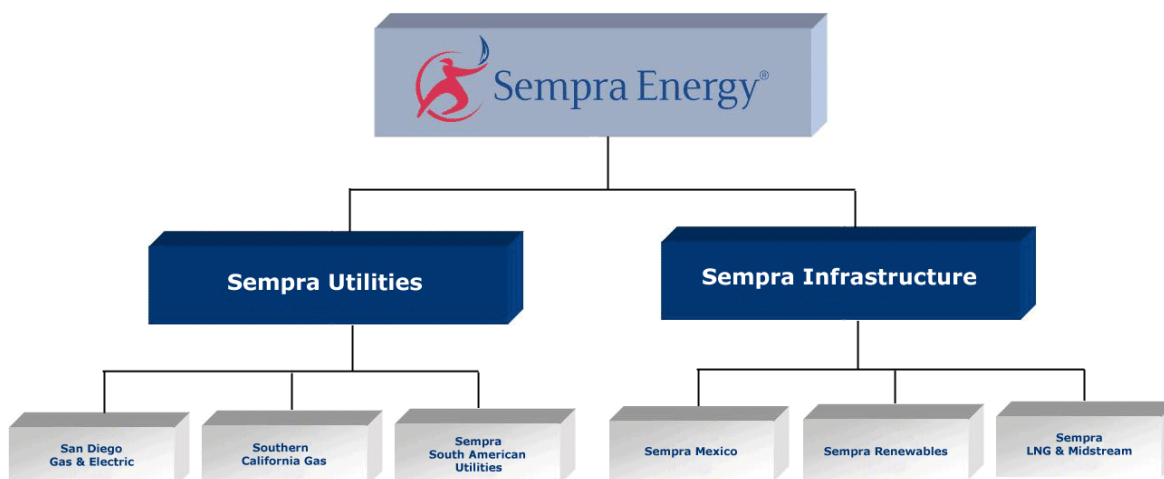 Sempra Energy®
Sempra Utilities
Sempra Infrastructure
San Diego
Gas & Electric
Southern
California Gas
Sempra
South American
Utilities
Sempra Mexico
Sempra Renewables
Sempra
LNG & Midstream